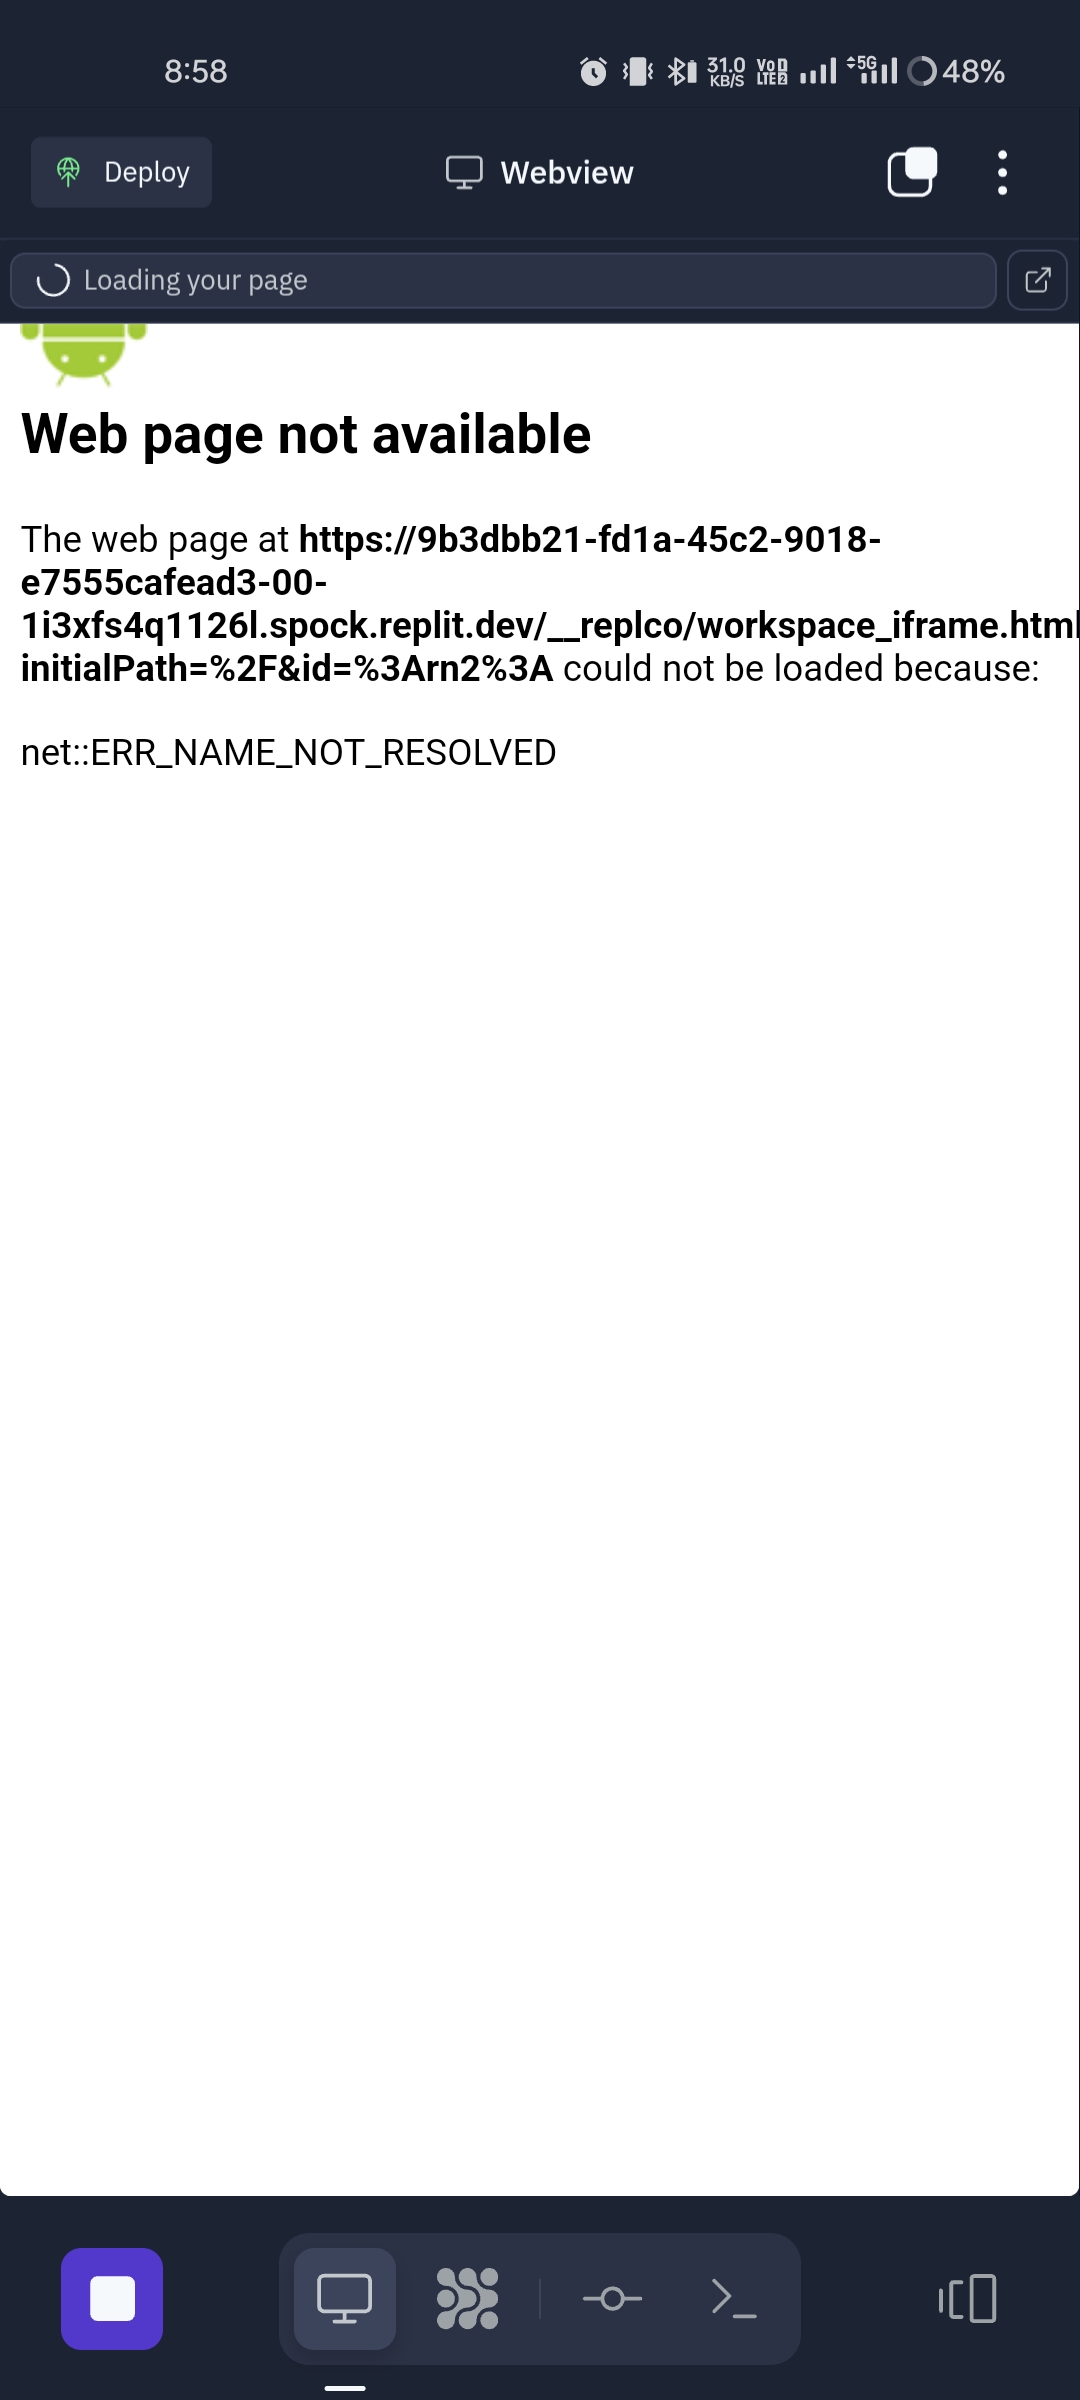 8:58 31.0 KB/S VoD LTE 2 5G 48%
Deploy Webview
Loading your page
Web page not available
The web page at https://9b3dbb21-fd1a-45c2-9018-
e7555cafead3-00-
1i3xfs4q1126l.spock.replit.dev/__replco/workspace_iframe.html
initialPath=%2F&id=%3Arn2%3A could not be loaded because:
net::ERR_NAME_NOT_RESOLVED